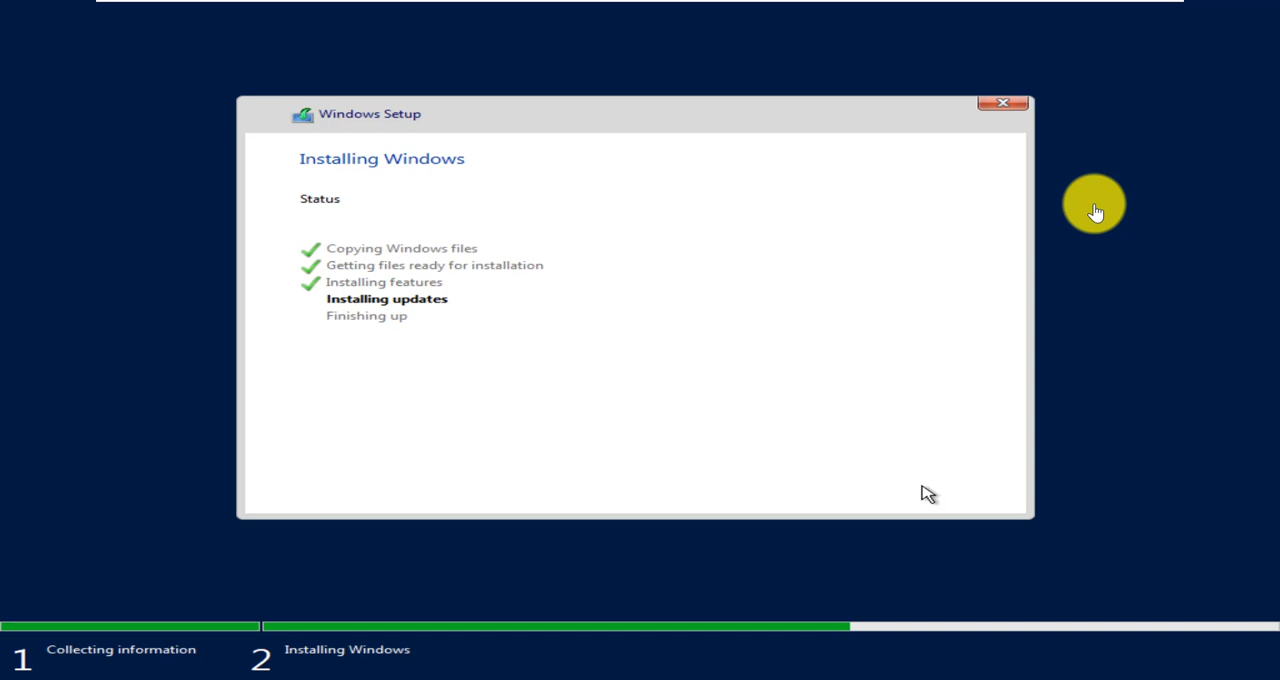 Windows Setup
Installing Windows
Status
Copying Windows files
Getting files ready for installation
Installing features
Installing updates
Finishing up
1 Collecting information
2 Installing Windows